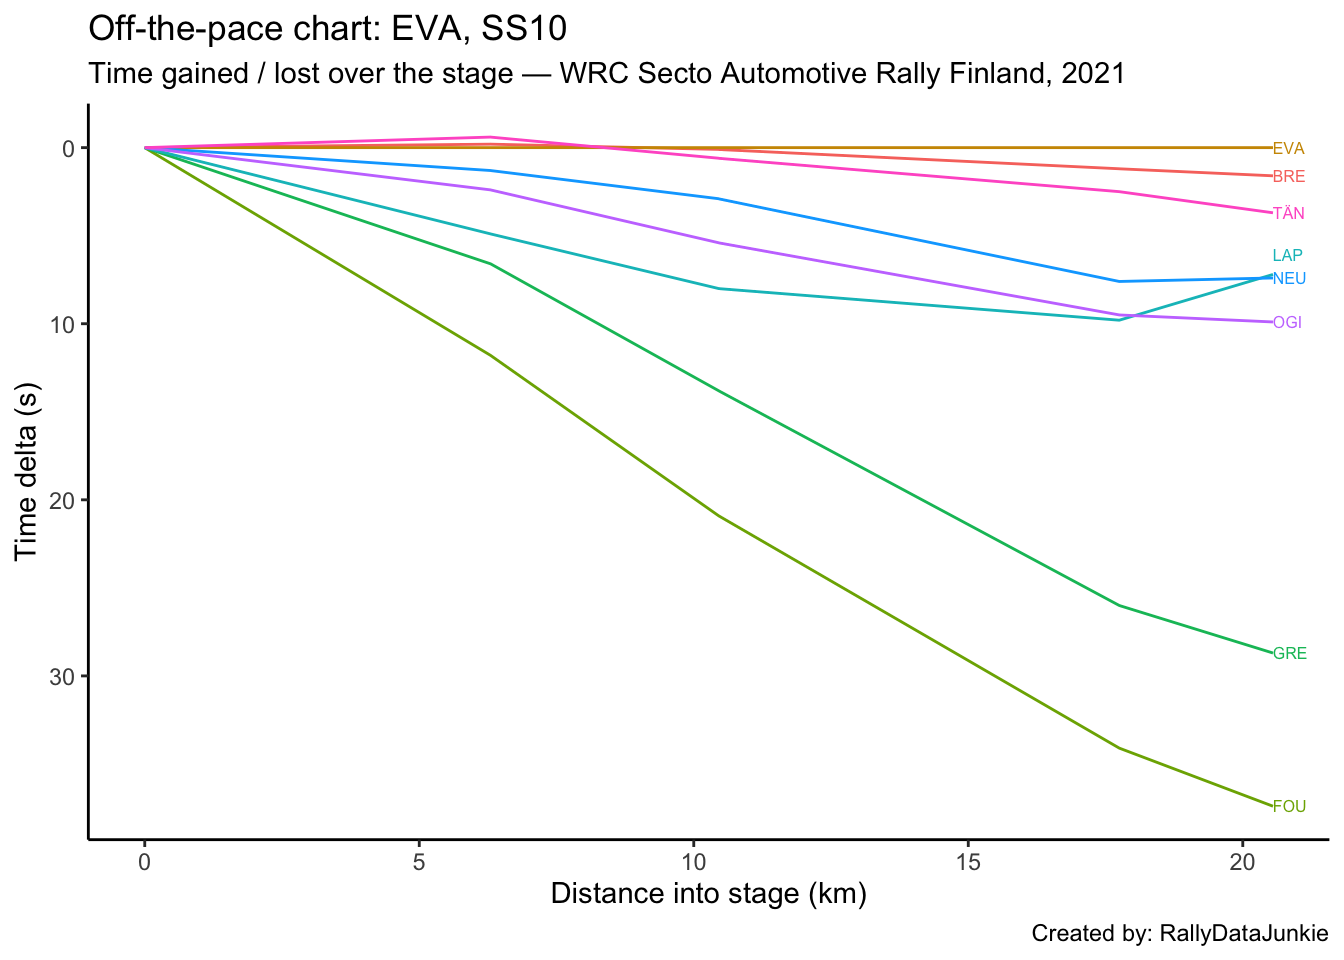 Off-the-pace chart: EVA, SS10
Time gained / lost over the stage — WRC Secto Automotive Rally Finland, 2021
Time delta (s)
0
10
20
30
EVA
BRE
TÄN
LAP
NEU
OGI
GRE
FOU
0 5 10 15 20
Distance into stage (km)
Created by: RallyDataJunkie